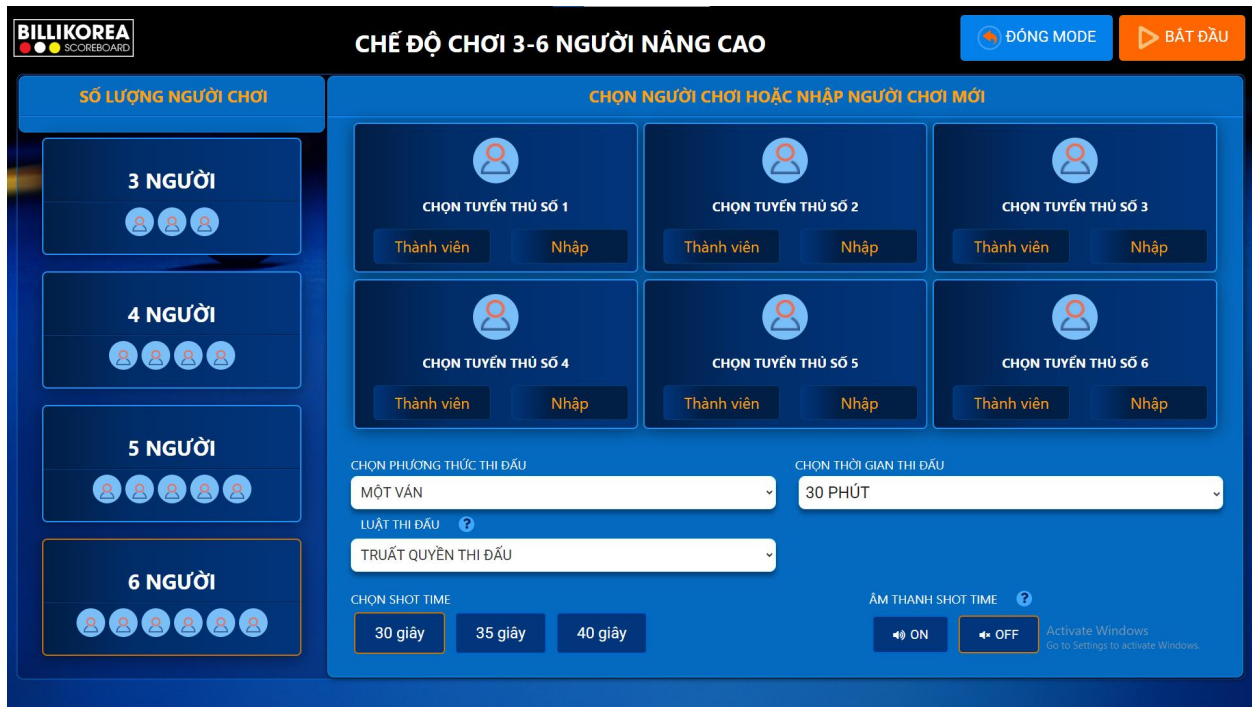 BILLIKOREA
SCOREBOARD
CHẾ ĐỘ CHƠI 3-6 NGƯỜI NÂNG CAO
ĐÓNG MODE
BẮT ĐẦU
SỐ LƯỢNG NGƯỜI CHƠI
CHỌN NGƯỜI CHƠI HOẶC NHẬP NGƯỜI CHƠI MỚI
3 NGƯỜI
4 NGƯỜI
5 NGƯỜI
6 NGƯỜI
CHỌN TUYỂN THỦ SỐ 1
Thành viên
Nhập
CHỌN TUYỂN THỦ SỐ 2
Thành viên
Nhập
CHỌN TUYỂN THỦ SỐ 3
Thành viên
Nhập
CHỌN TUYỂN THỦ SỐ 4
Thành viên
Nhập
CHỌN TUYỂN THỦ SỐ 5
Thành viên
Nhập
CHỌN TUYỂN THỦ SỐ 6
Thành viên
Nhập
CHỌN PHƯƠNG THỨC THI ĐẤU
MỘT VÁN
CHỌN THỜI GIAN THI ĐẤU
30 PHÚT
LUẬT THI ĐẤU ?
TRUẤT QUYỀN THI ĐẤU
CHỌN SHOT TIME
30 giây
35 giây
40 giây
ÂM THANH SHOT TIME ?
ON
OFF
Activate Windows
Go to Settings to activate Windows.